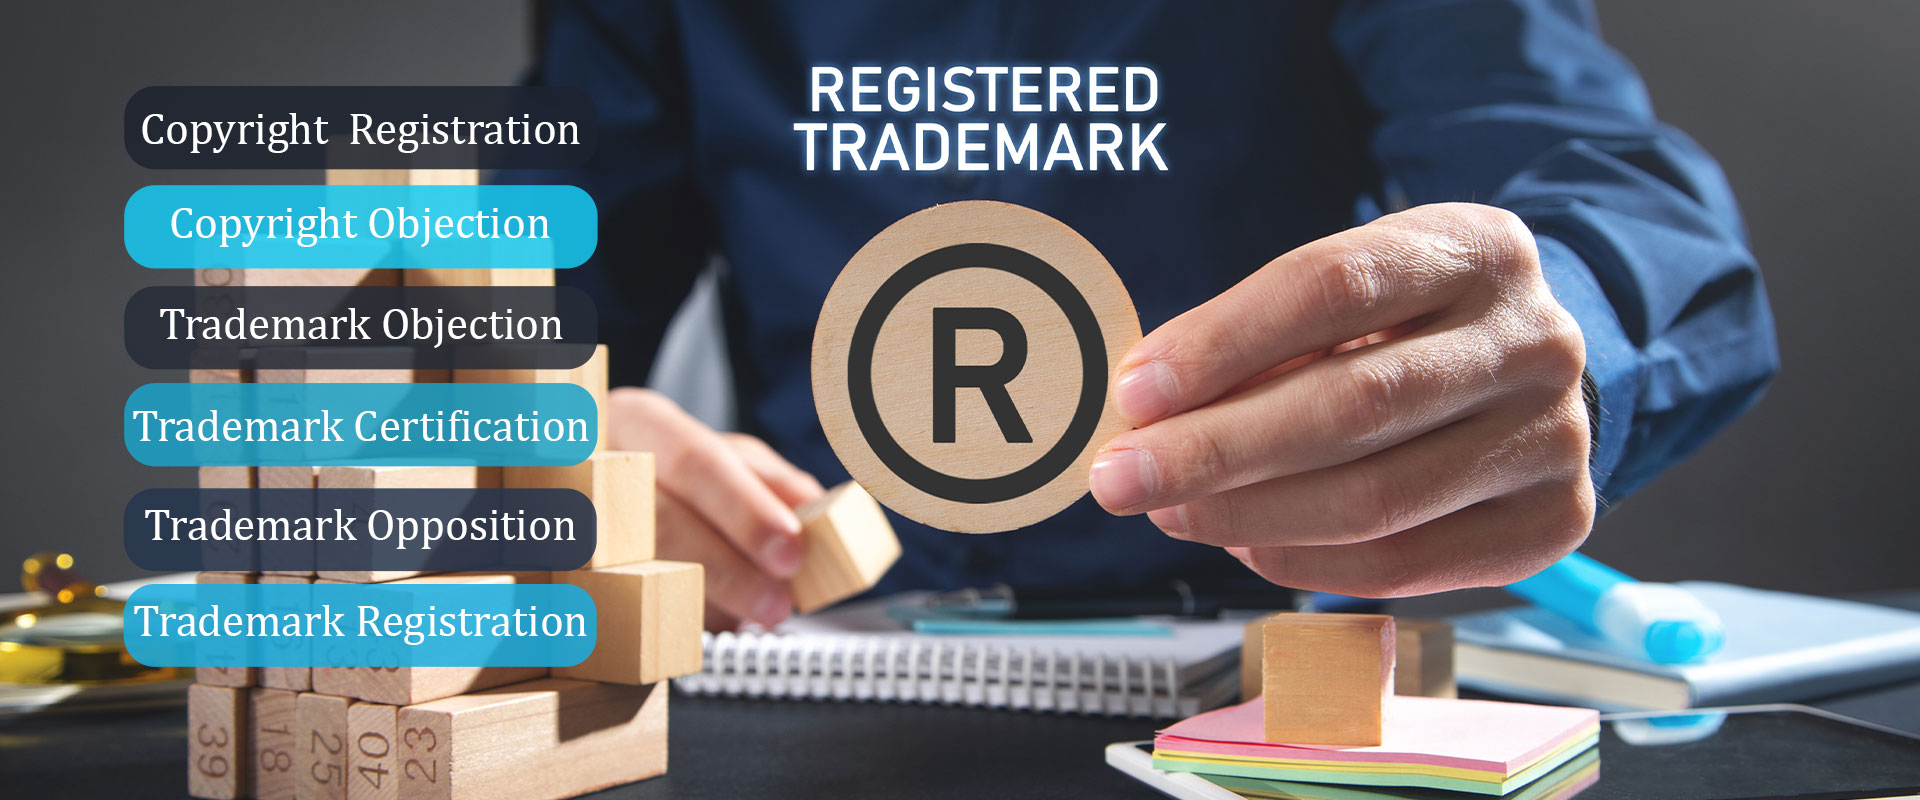 REGISTERED
TRADEMARK
Copyright Registration
Copyright Objection
Trademark Objection
Trademark Certification
Trademark Opposition
Trademark Registration
R
39
18
25
40
23